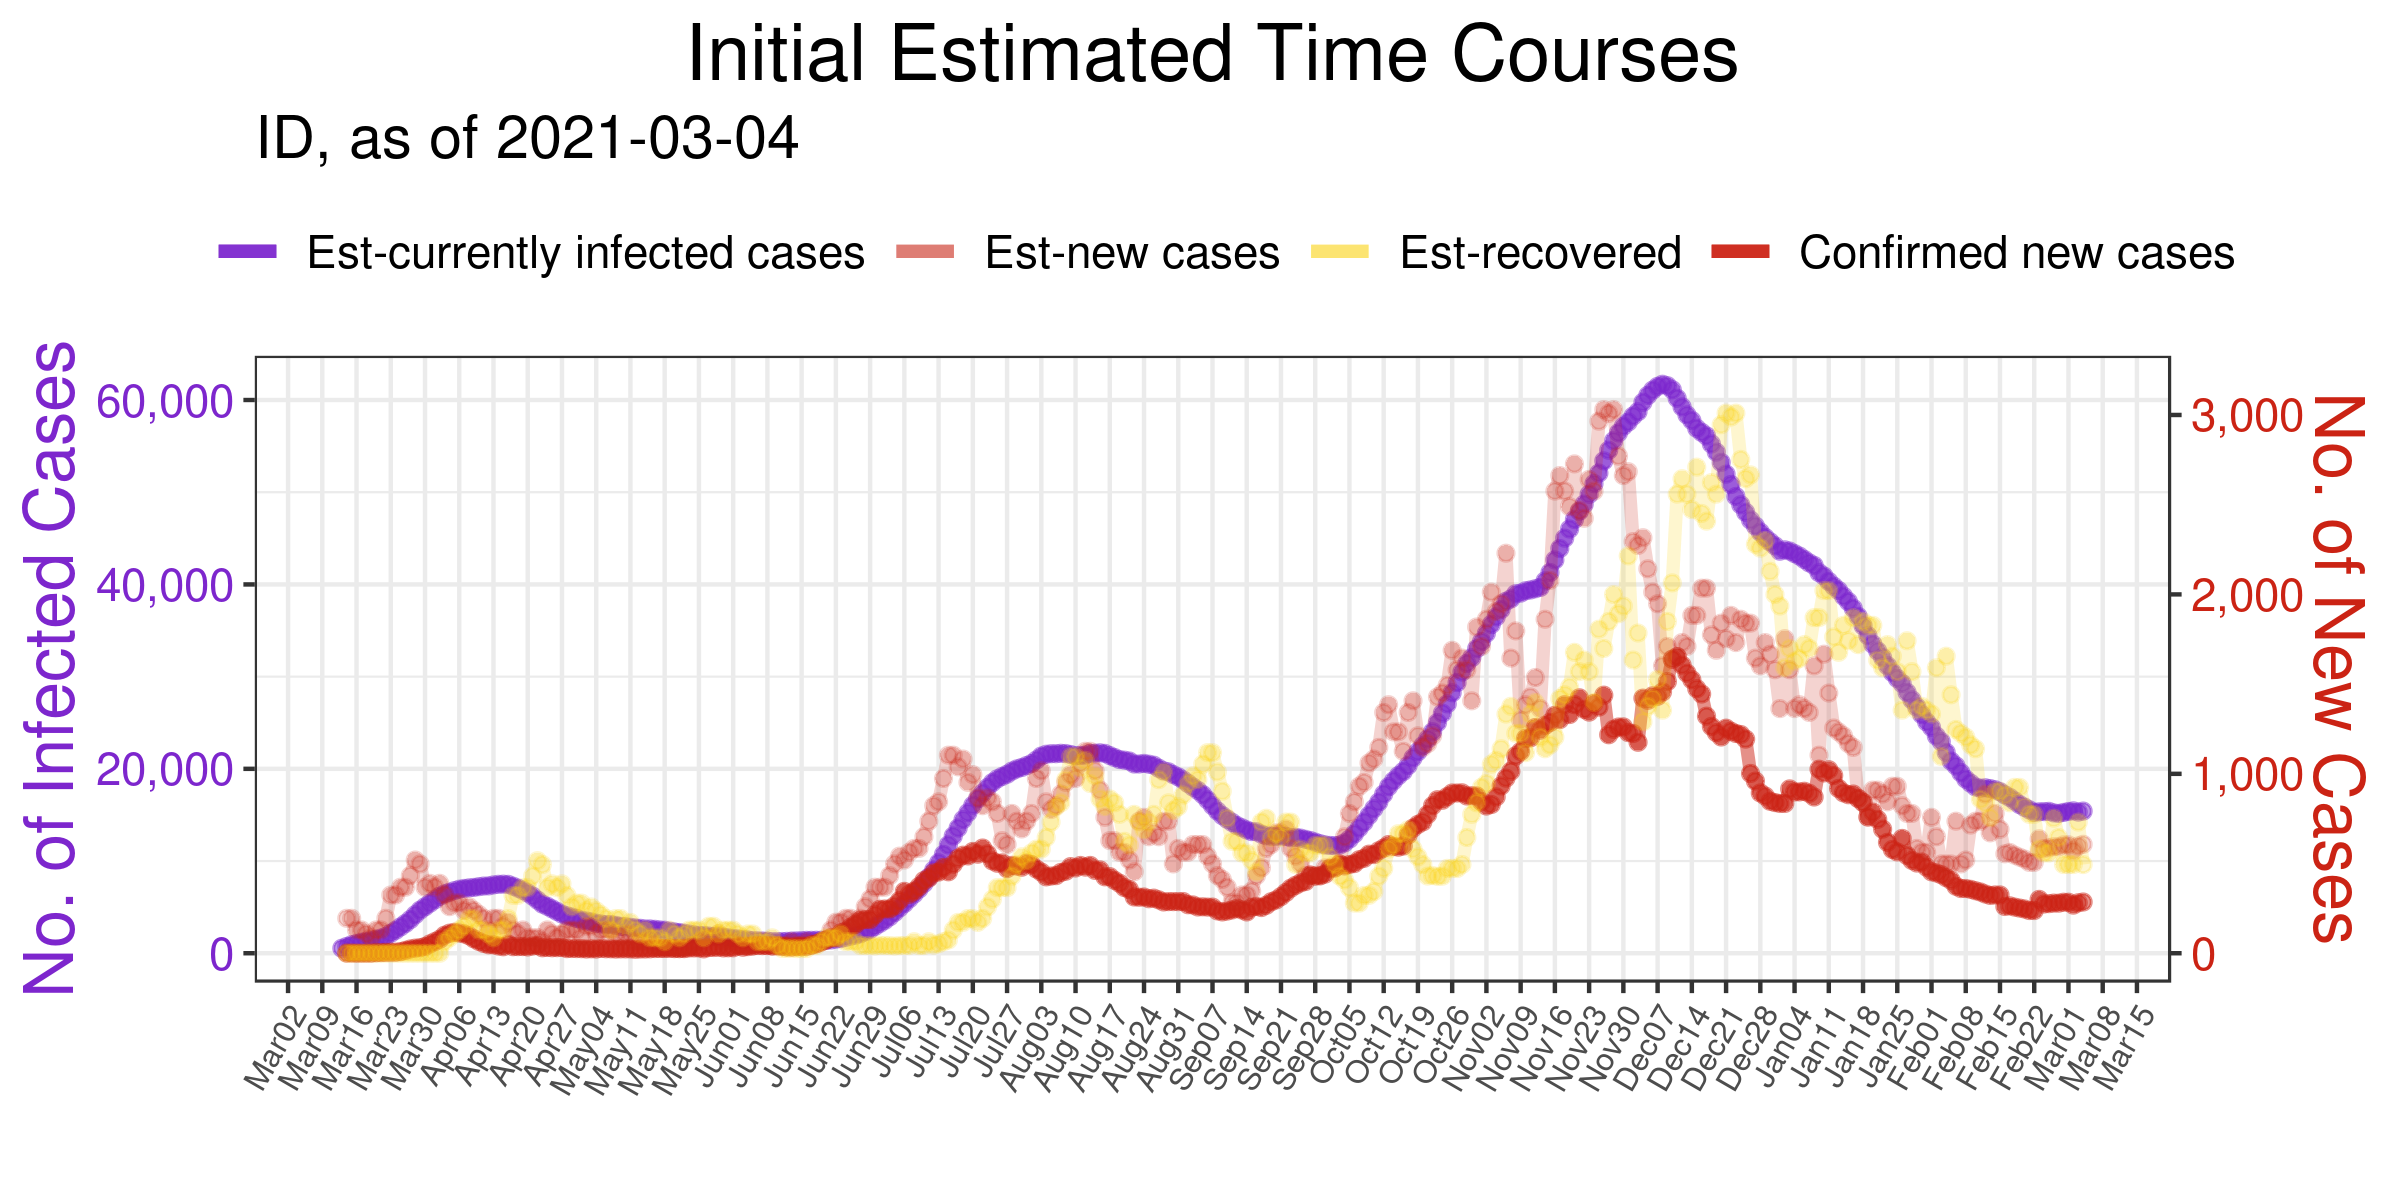 Initial Estimated Time Courses
ID, as of 2021-03-04
Est-currently infected cases
Est-new cases
Est-recovered
Confirmed new cases
No. of Infected Cases
60,000
40,000
20,000
0
3,000
2,000
1,000
0
No. of New Cases
Mar02
Mar09
Mar16
Mar23
Mar30
Apr06
Apr13
Apr20
Apr27
May04
May11
May18
May25
Jun01
Jun08
Jun15
Jun22
Jun29
Jul06
Jul13
Jul20
Jul27
Aug03
Aug10
Aug17
Aug24
Aug31
Sep07
Sep14
Sep21
Sep28
Oct05
Oct12
Oct19
Oct26
Nov02
Nov09
Nov16
Nov23
Nov30
Dec07
Dec14
Dec21
Dec28
Jan04
Jan11
Jan18
Jan25
Feb01
Feb08
Feb15
Feb22
Mar01
Mar08
Mar15